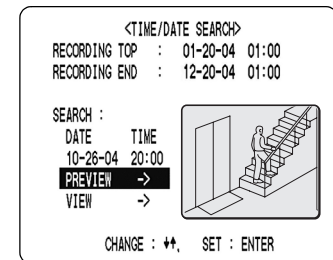 <TIME/DATE SEARCH>
RECORDING TOP : 01-20-04 01:00
RECORDING END : 12-20-04 01:00
SEARCH :
DATE TIME
10-26-04 20:00
PREVIEW ->
VIEW ->
CHANGE : ↓↑, SET : ENTER